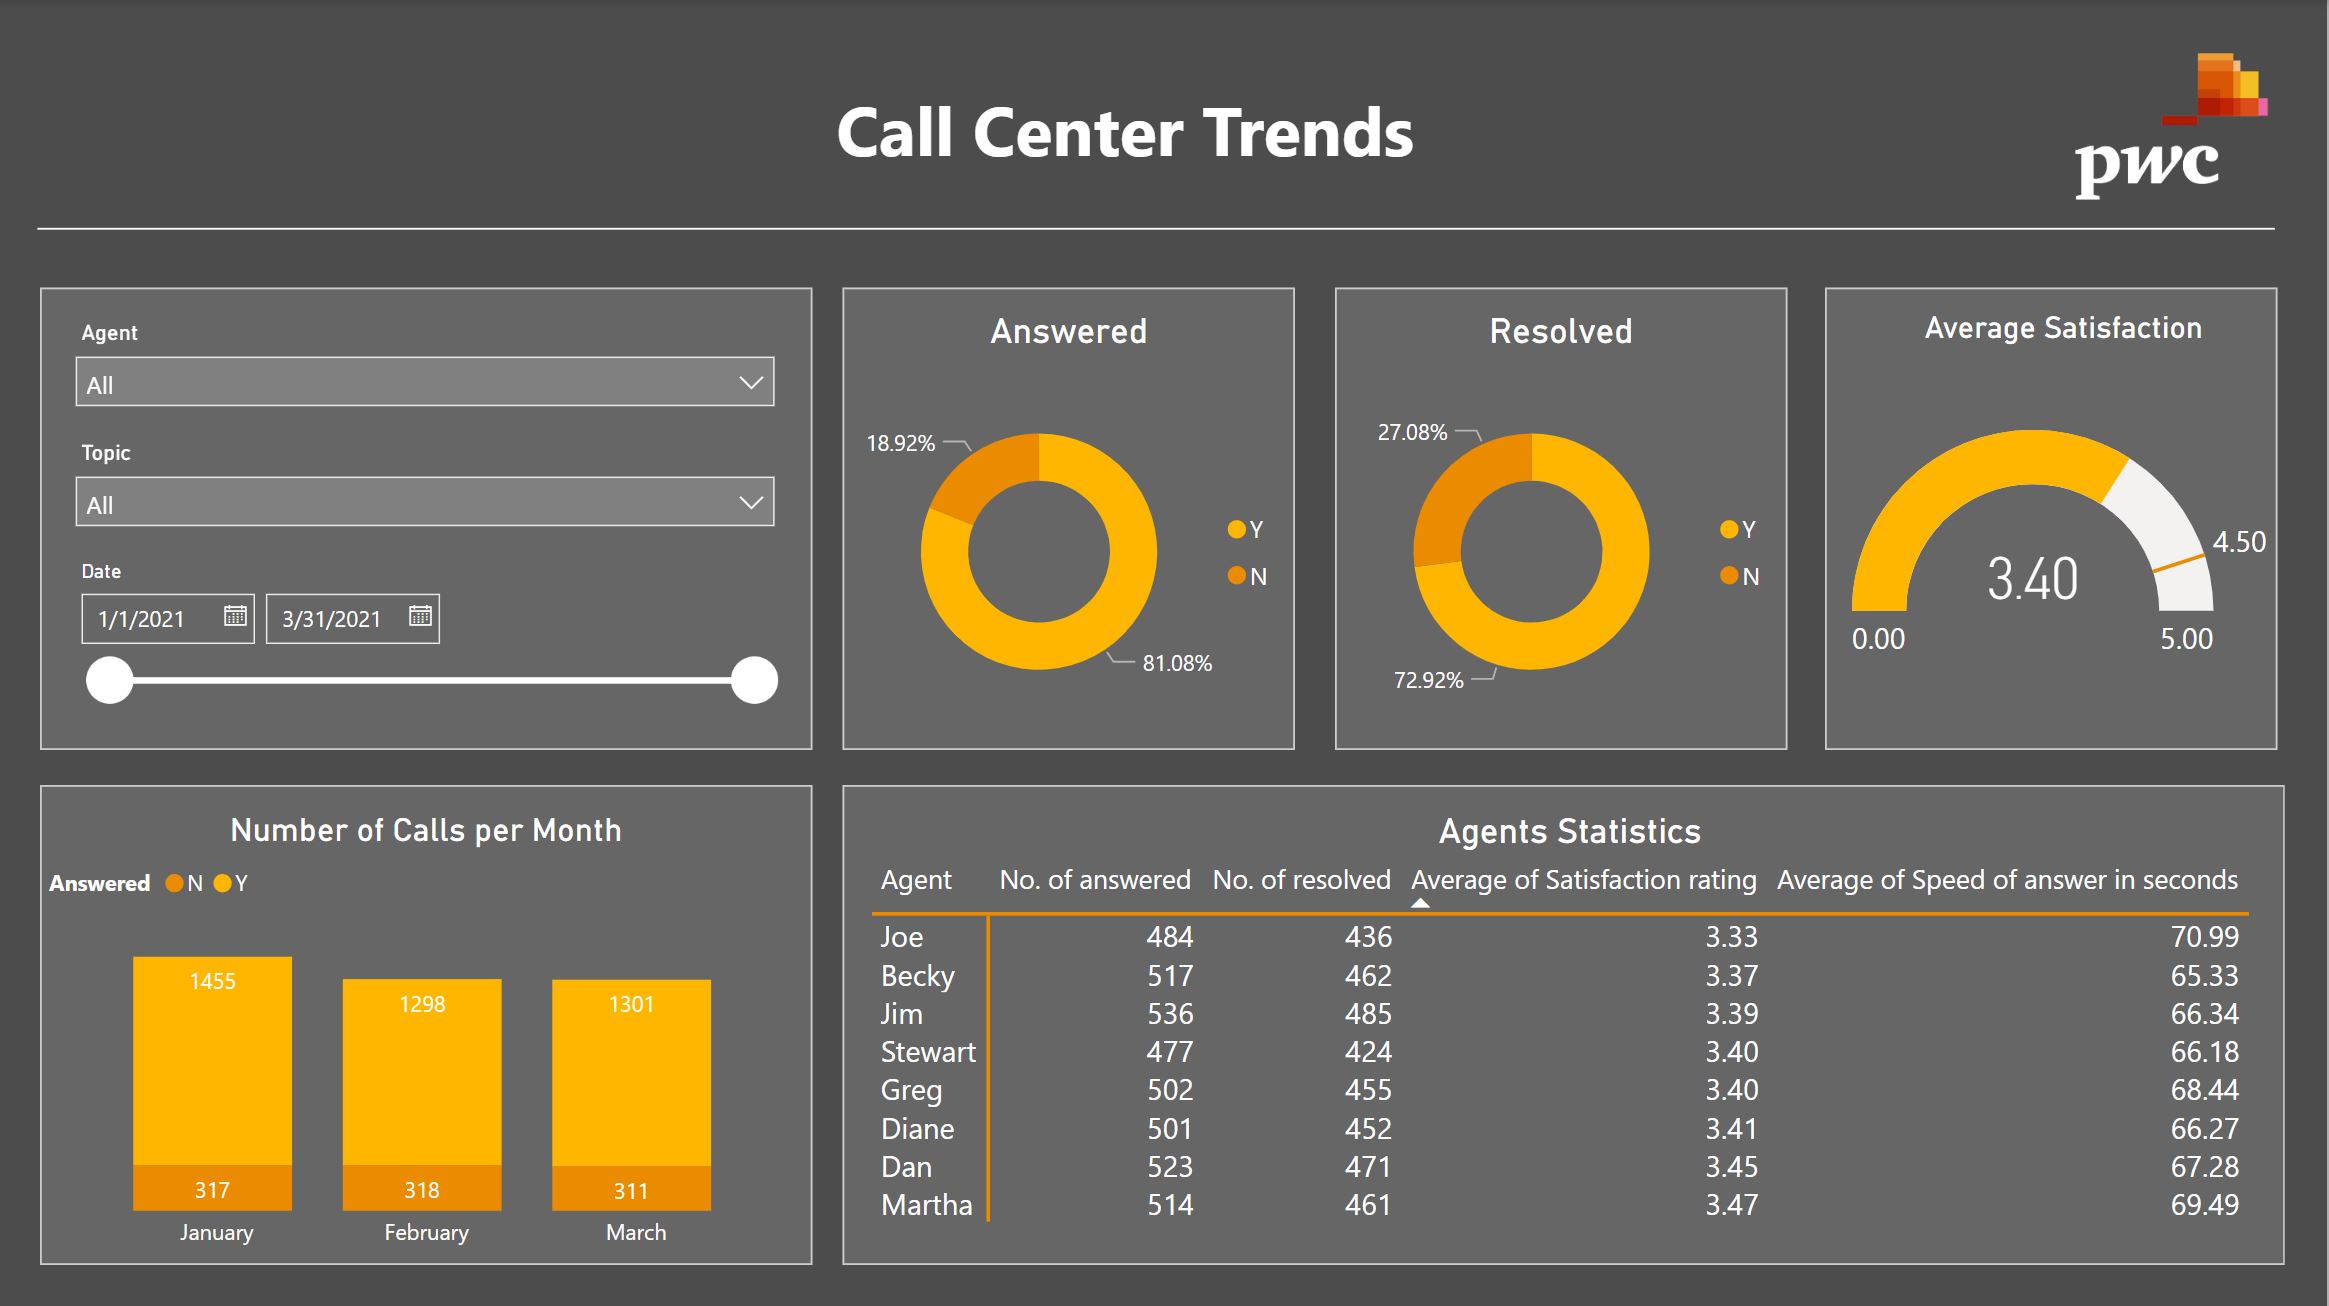 Call Center Trends
pwc
Agent
All
Topic
All
Date
1/1/2021 3/31/2021
Answered
18.92%
Y
N
81.08%
Resolved
27.08%
Y
N
72.92%
Average Satisfaction
4.50
3.40
0.00 5.00
Number of Calls per Month
Answered N Y
1455 1298 1301
317 318 311
January February March
Agents Statistics
Agent No. of answered No. of resolved Average of Satisfaction rating Average of Speed of answer in seconds
Joe 484 436 3.33 70.99
Becky 517 462 3.37 65.33
Jim 536 485 3.39 66.34
Stewart 477 424 3.40 66.18
Greg 502 455 3.40 68.44
Diane 501 452 3.41 66.27
Dan 523 471 3.45 67.28
Martha 514 461 3.47 69.49